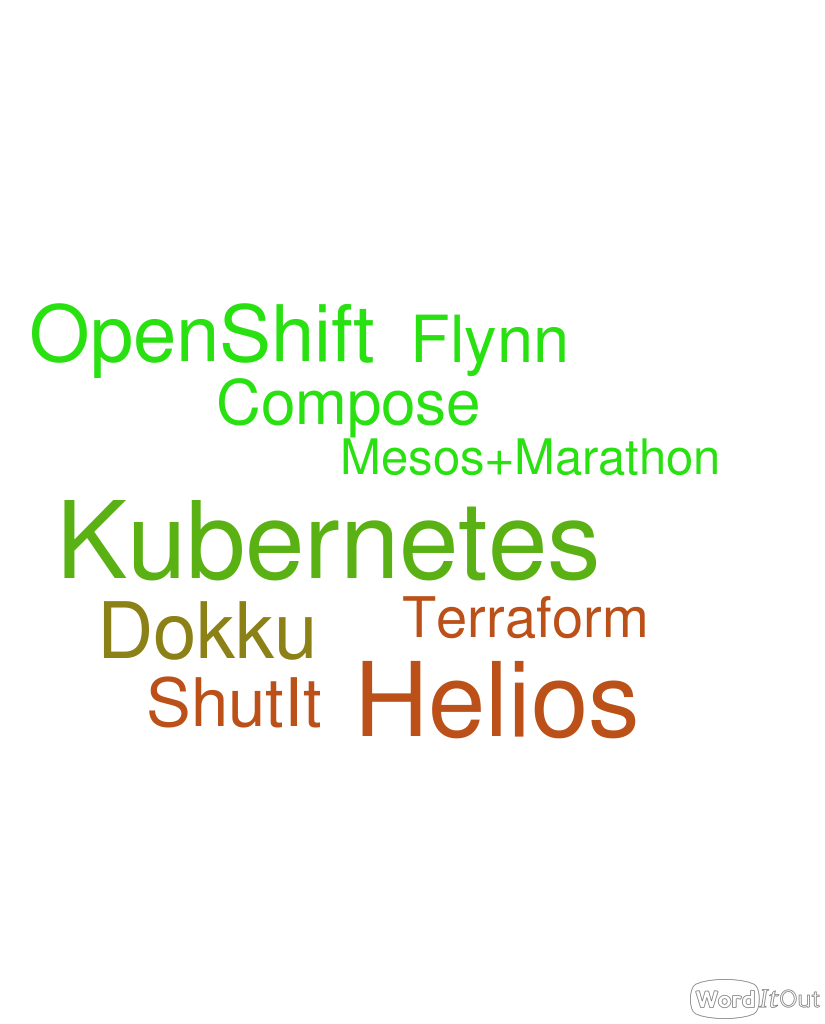 OpenShift Flynn
Compose
Mesos+Marathon
Kubernetes
Dokku Terraform
ShutIt Helios
WordItOut